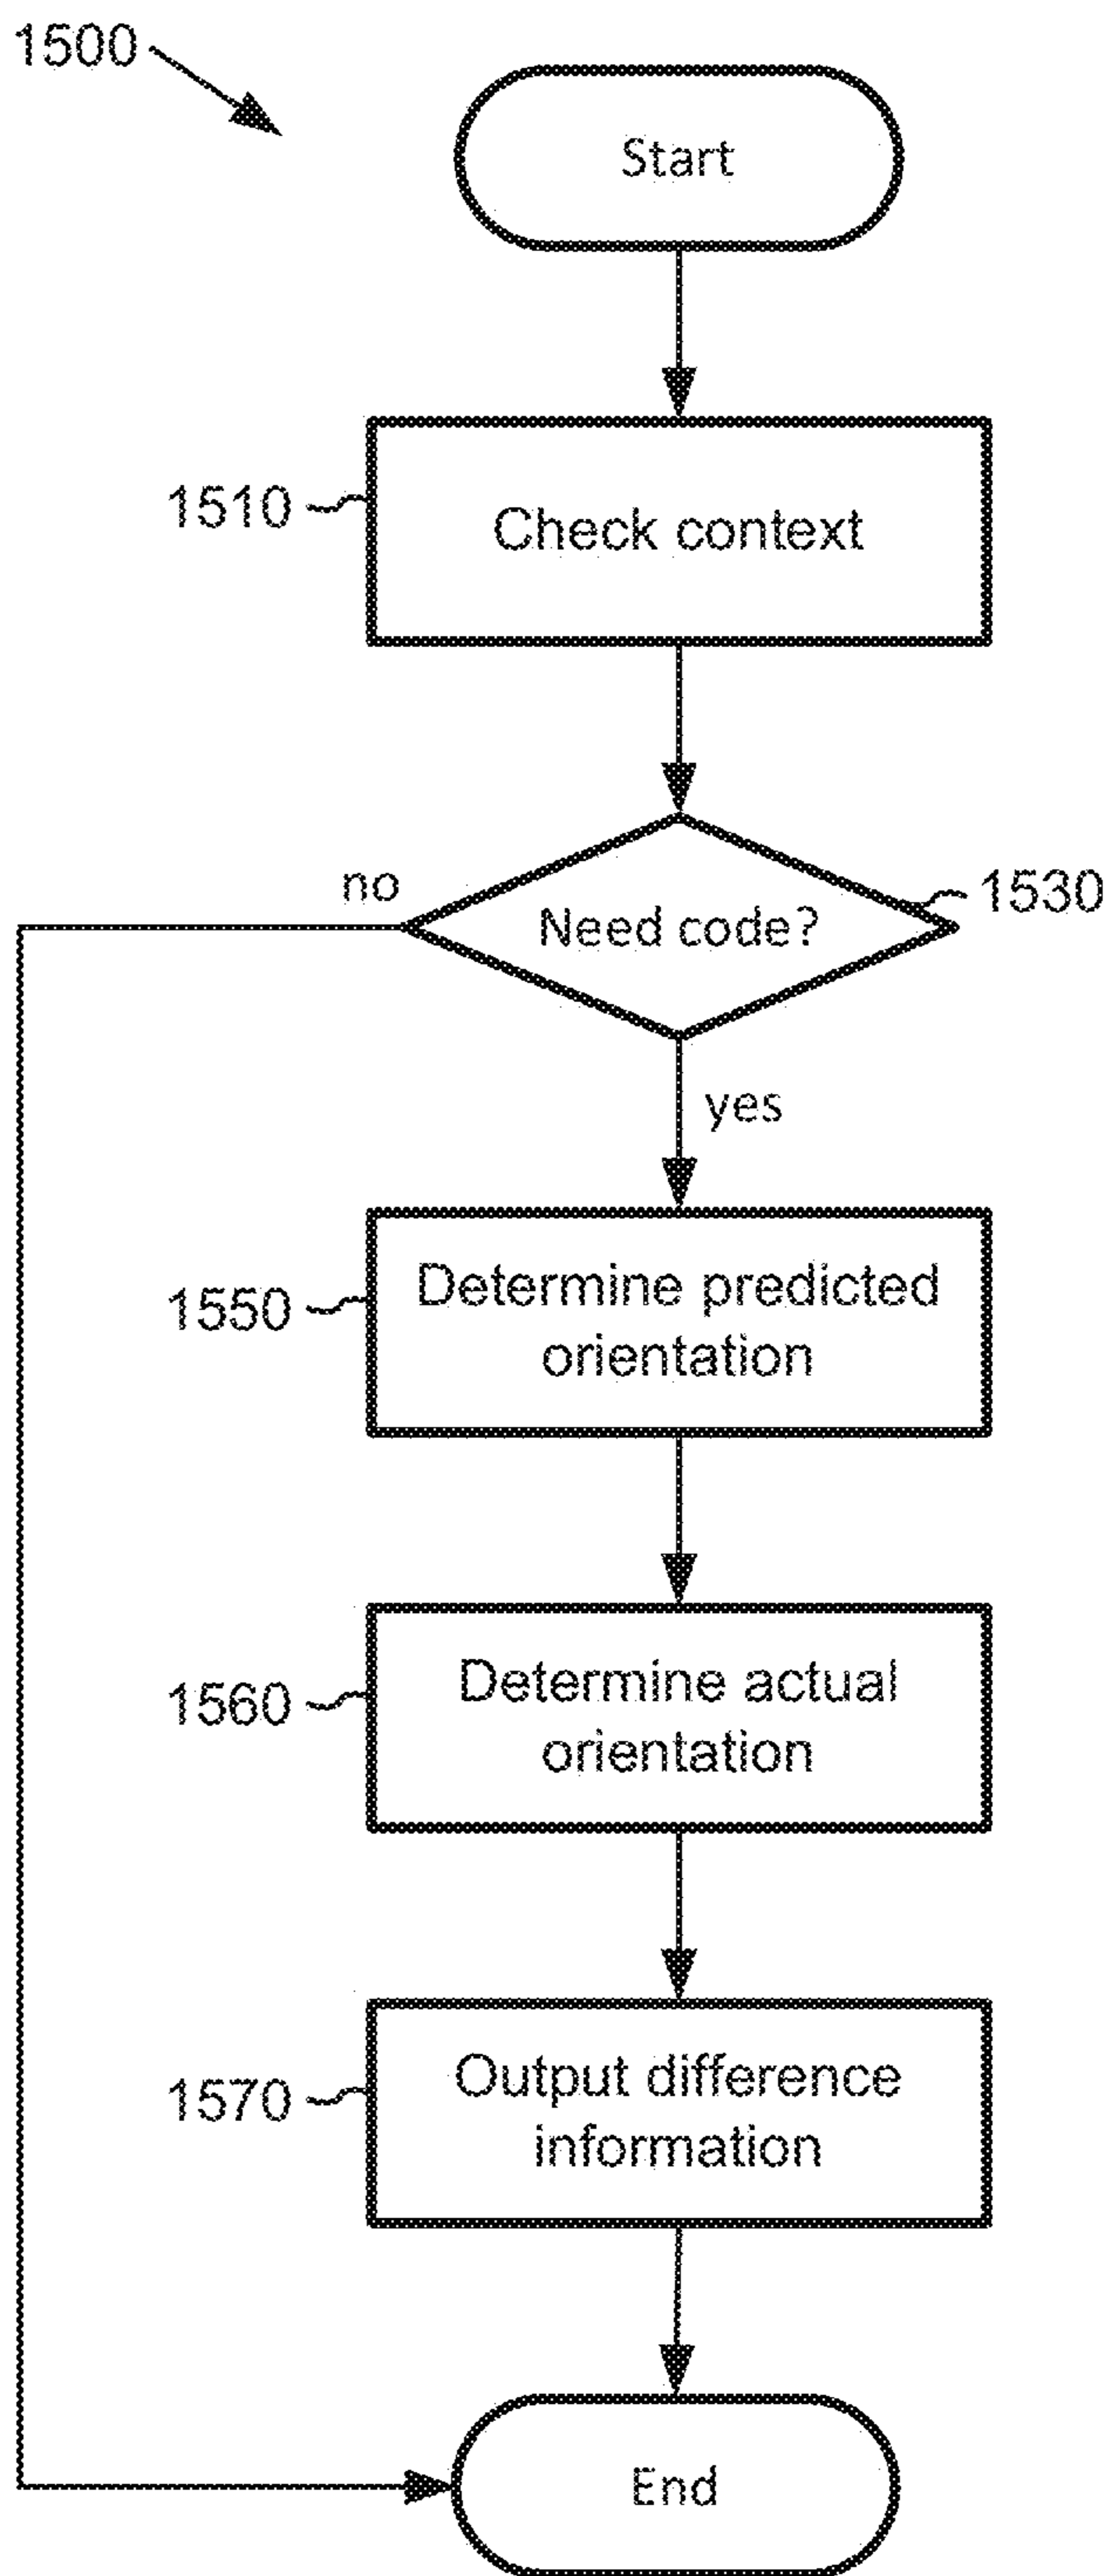 1500
Start
1510
Check context
no
Need code?
1530
yes
1550
Determine predicted
orientation
1560
Determine actual
orientation
1570
Output difference
information
End